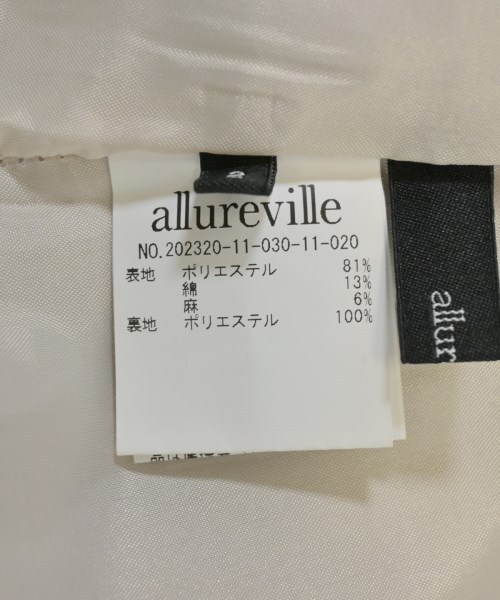 2
allureville
NO.202320-11-030-11-020
表地 ポリエステル 81%
綿 13%
麻 6%
裏地 ポリエステル 100%
allur